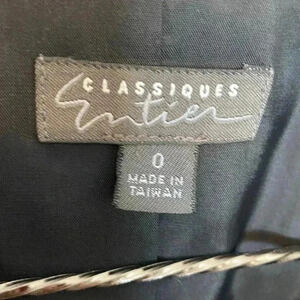 CLASSIQUES
Entier
0
MADE IN
TAIWAN